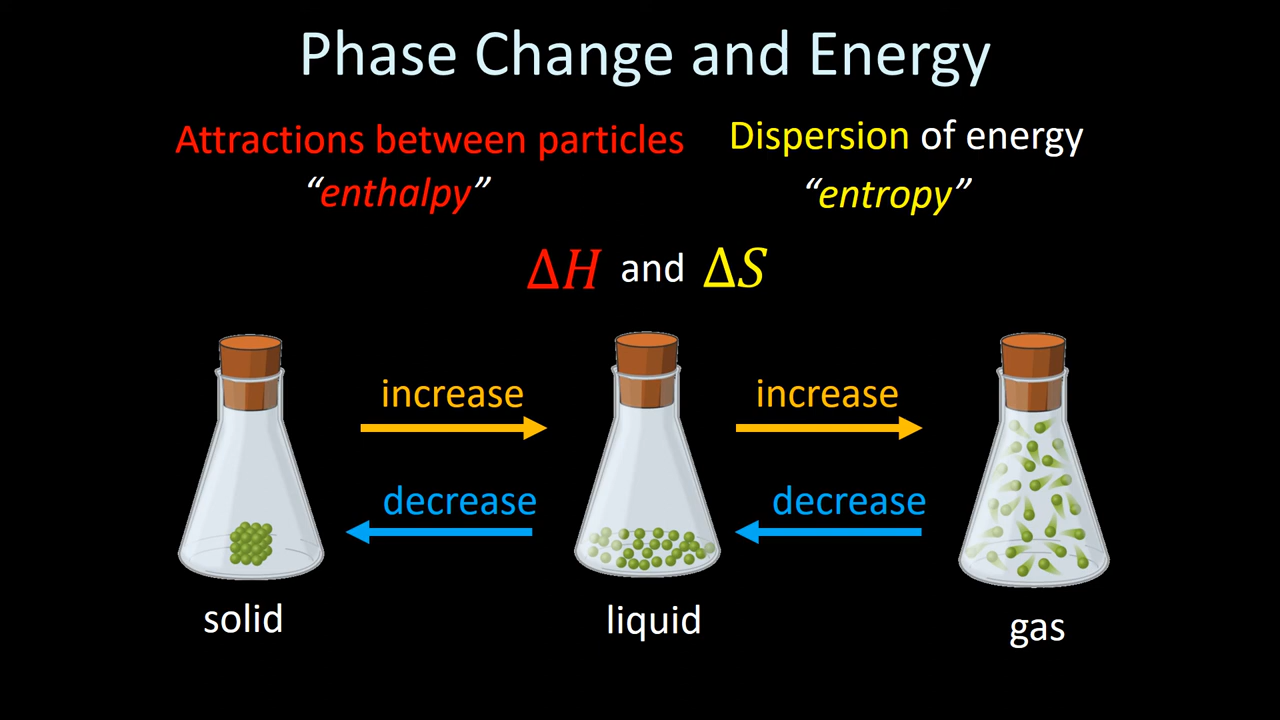 Phase Change and Energy
Attractions between particles
“enthalpy”
Dispersion of energy
“entropy”
ΔH and ΔS
increase
increase
decrease
decrease
solid
liquid
gas